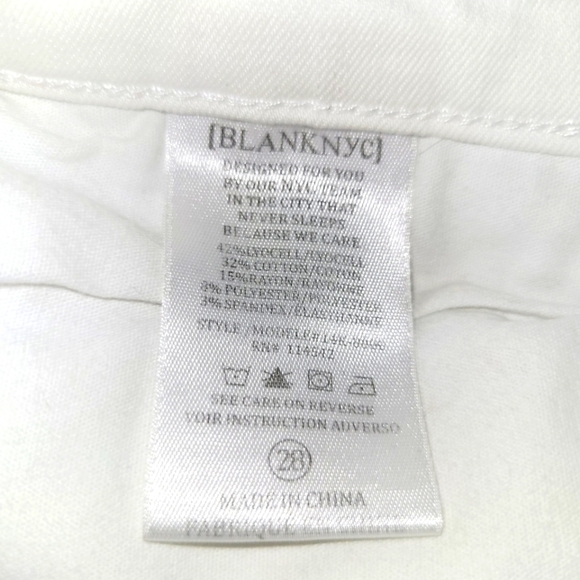 [BLANKNYC]
DESIGNED FOR YOU
BY OUR NYC TEAM
IN THE CITY THAT
NEVER SLEEPS
BECAUSE WE CARE
42%LYOCELL/LYOCELL
32% COTTON/COTON
15%RAYON/RAYONNE
8% POLYESTER/POLYESTER
3% SPANDEX/ELASTHANNE
STYLE / MODELE#
RN# 114542
SEE CARE ON REVERSE
VOIR INSTRUCTION ADVERSO
28
MADE IN CHINA
FABRIQUE